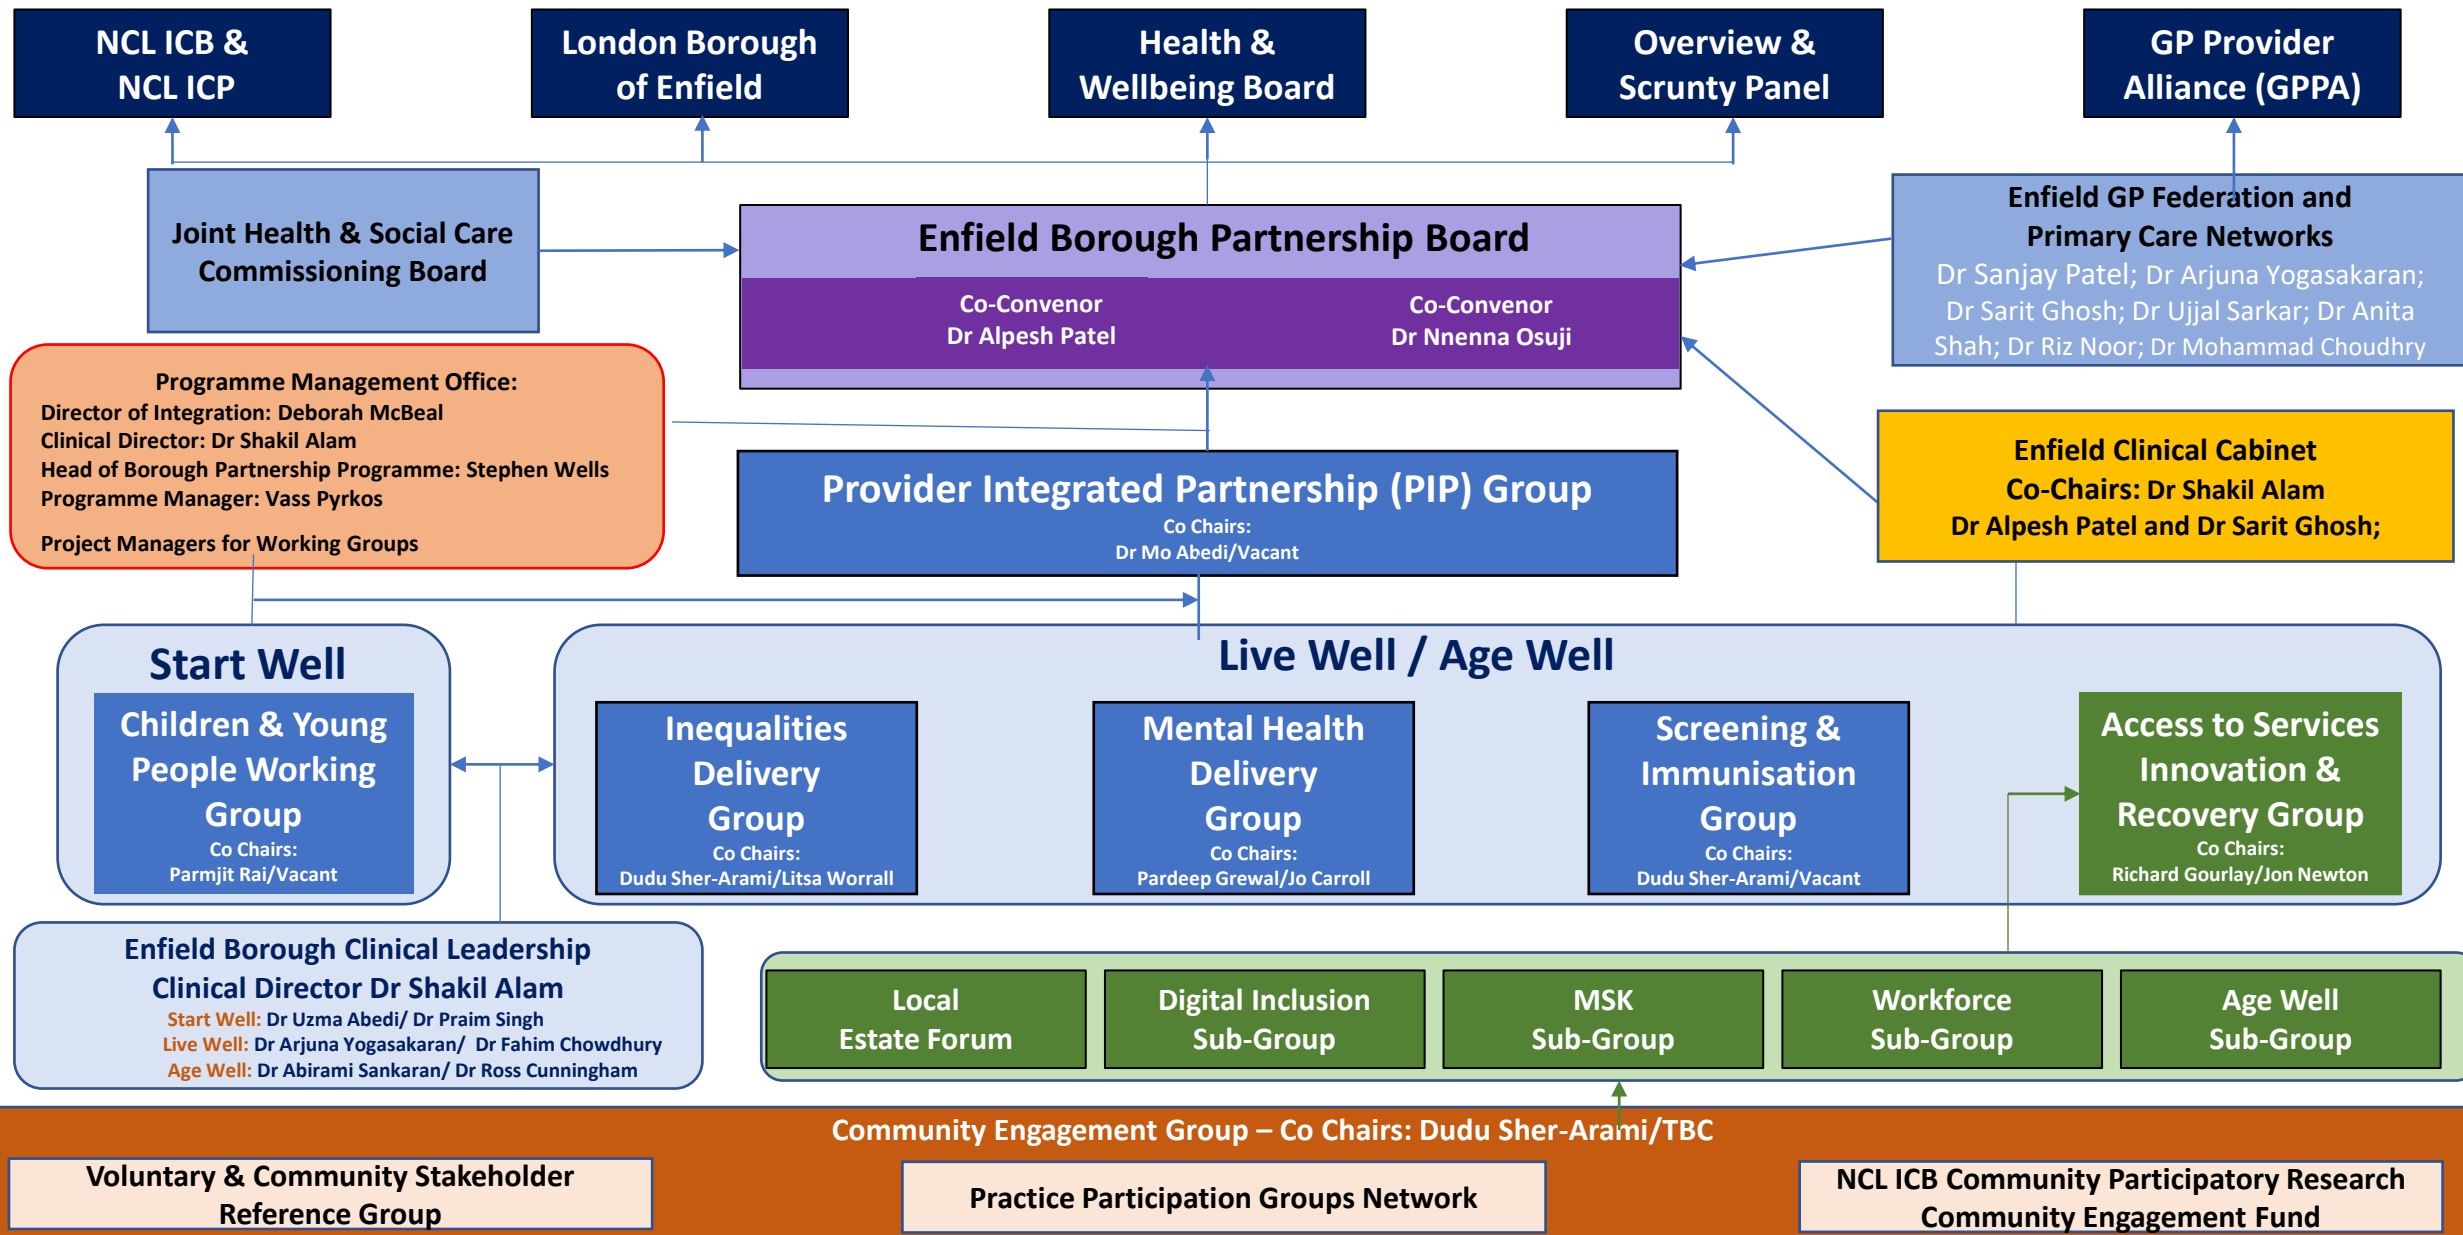 NCL ICB &
NCL ICP
London Borough
of Enfield
Health &
Wellbeing Board
Overview &
Scrunty Panel
GP Provider
Alliance (GPPA)
Joint Health & Social Care
Commissioning Board
Enfield Borough Partnership Board
Co-Convenor
Dr Alpesh Patel
Co-Convenor
Dr Nnenna Osuji
Enfield GP Federation and
Primary Care Networks
Dr Sanjay Patel; Dr Arjuna Yogasakaran;
Dr Sarit Ghosh; Dr Ujjal Sarkar; Dr Anita
Shah; Dr Riz Noor; Dr Mohammad Choudhry
Programme Management Office:
Director of Integration: Deborah McBeal
Clinical Director: Dr Shakil Alam
Head of Borough Partnership Programme: Stephen Wells
Programme Manager: Vass Pyrkos
Project Managers for Working Groups
Provider Integrated Partnership (PIP) Group
Co Chairs:
Dr Mo Abedi/Vacant
Enfield Clinical Cabinet
Co-Chairs: Dr Shakil Alam
Dr Alpesh Patel and Dr Sarit Ghosh;
Start Well
Children & Young
People Working
Group
Co Chairs:
Parmjit Rai/Vacant
Live Well / Age Well
Inequalities
Delivery
Group
Co Chairs:
Dudu Sher-Arami/Litsa Worrall
Mental Health
Delivery
Group
Co Chairs:
Pardeep Grewal/Jo Carroll
Screening &
Immunisation
Group
Co Chairs:
Dudu Sher-Arami/Vacant
Access to Services
Innovation &
Recovery Group
Co Chairs:
Richard Gourlay/Jon Newton
Enfield Borough Clinical Leadership
Clinical Director Dr Shakil Alam
Start Well: Dr Uzma Abedi/ Dr Praim Singh
Live Well: Dr Arjuna Yogasakaran/ Dr Fahim Chowdhury
Age Well: Dr Abirami Sankaran/ Dr Ross Cunningham
Local
Estate Forum
Digital Inclusion
Sub-Group
MSK
Sub-Group
Workforce
Sub-Group
Age Well
Sub-Group
Community Engagement Group – Co Chairs: Dudu Sher-Arami/TBC
Voluntary & Community Stakeholder
Reference Group
Practice Participation Groups Network
NCL ICB Community Participatory Research
Community Engagement Fund